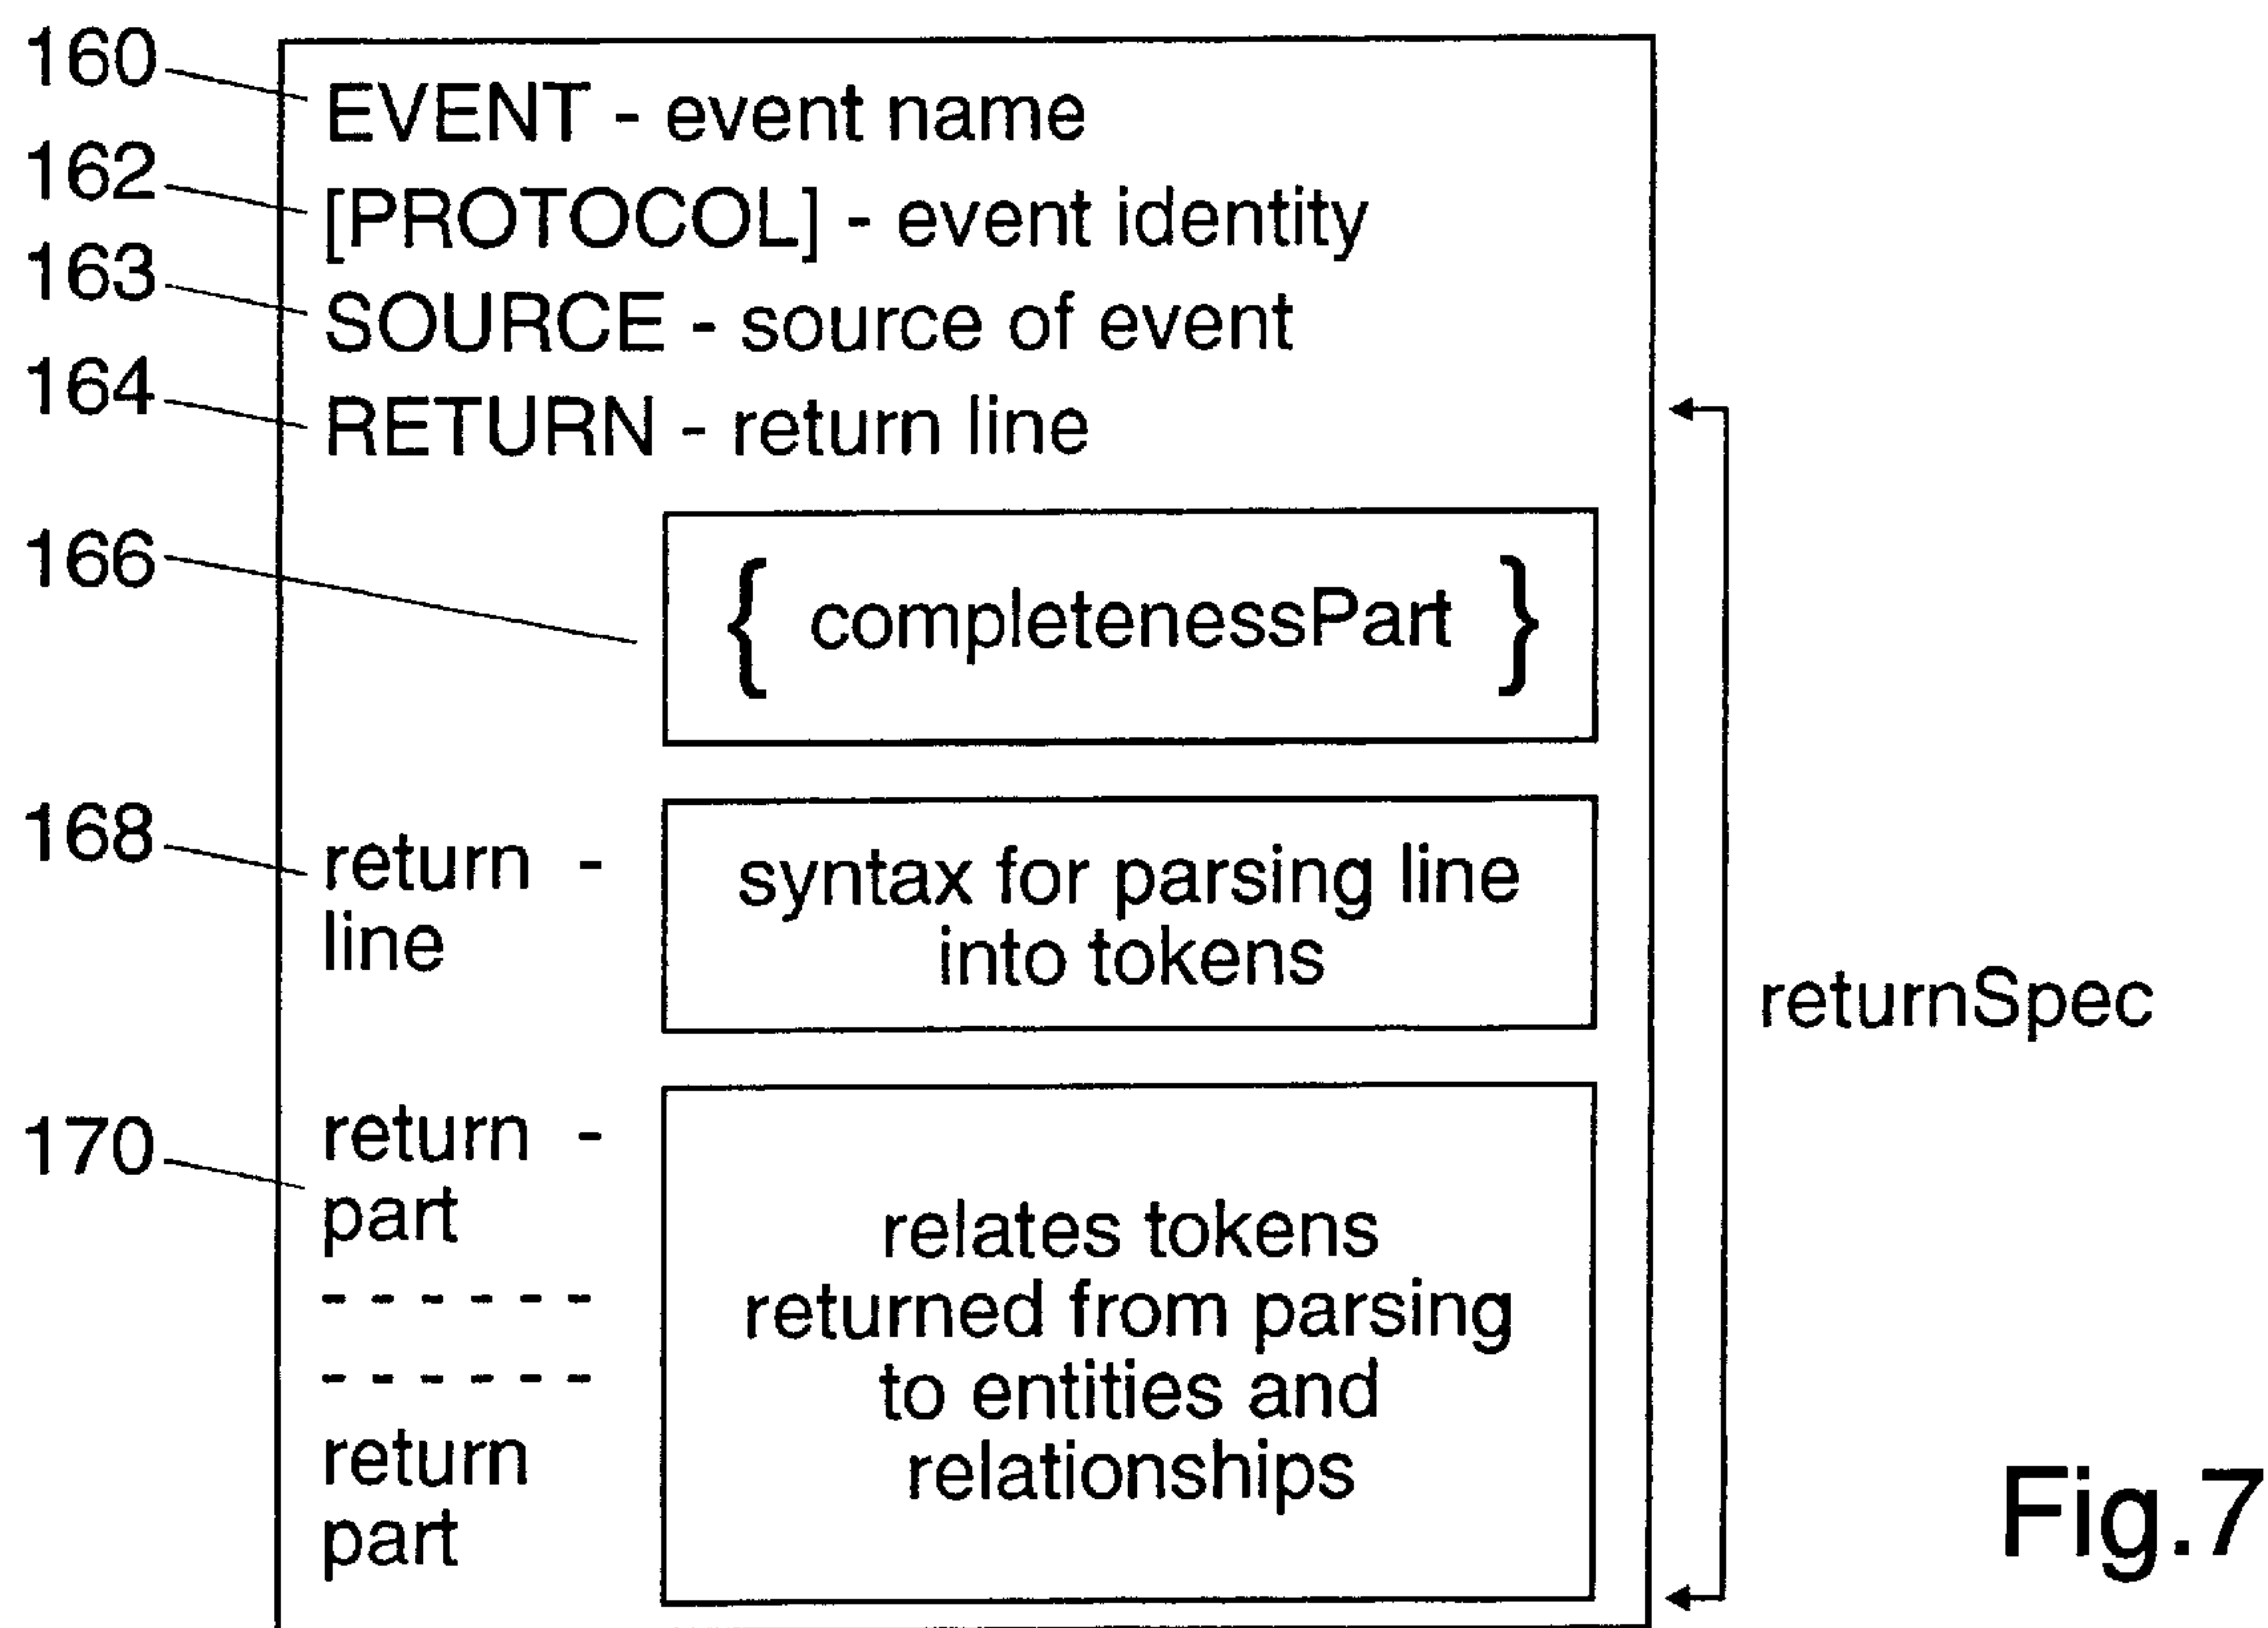 160
EVENT - event name
162
[PROTOCOL] - event identity
163
SOURCE - source of event
164
RETURN - return line
166
{ completenessPart }
168
return -
line
syntax for parsing line
into tokens
returnSpec
170
return -
part
- - - - - -
- - - - - -
return
part
relates tokens
returned from parsing
to entities and
relationships
Fig.7